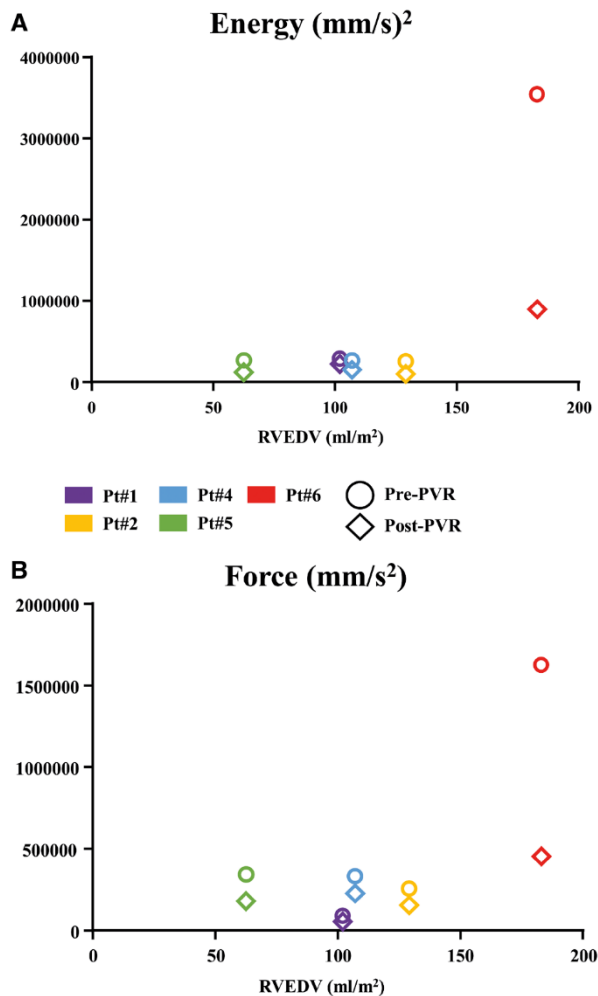 A
Energy (mm/s)²
4000000
3000000
2000000
1000000
0
0 50 100 150 200
RVEDV (ml/m²)
Pt#1 Pt#4 Pt#6 Pre-PVR
Pt#2 Pt#5 Post-PVR
B
Force (mm/s²)
2000000
1500000
1000000
500000
0
0 50 100 150 200
RVEDV (ml/m²)